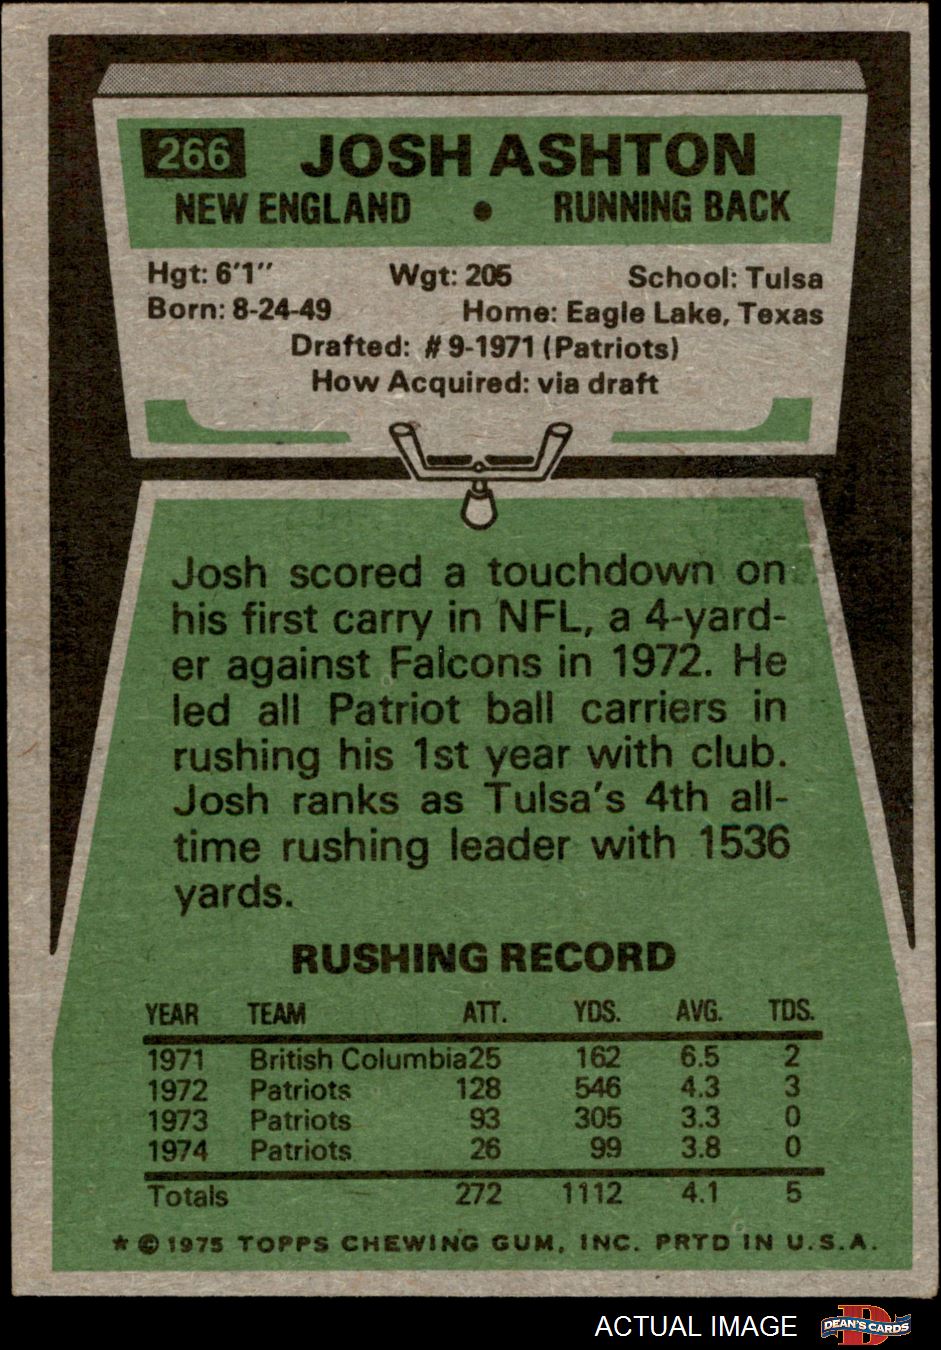 266 JOSH ASHTON
NEW ENGLAND • RUNNING BACK
Hgt: 6'1" Wgt: 205 School: Tulsa
Born: 8-24-49 Home: Eagle Lake, Texas
Drafted: #9-1971 (Patriots)
How Acquired: via draft
Josh scored a touchdown on
his first carry in NFL, a 4-yard-
er against Falcons in 1972. He
led all Patriot ball carriers in
rushing his 1st year with club.
Josh ranks as Tulsa's 4th all-
time rushing leader with 1536
yards.
RUSHING RECORD
YEAR TEAM ATT. YDS. AVG. TDS.
1971 British Columbia 25 162 6.5 2
1972 Patriots 128 546 4.3 3
1973 Patriots 93 305 3.3 0
1974 Patriots 26 99 3.8 0
Totals 272 1112 4.1 5
* © 1975 TOPPS CHEWING GUM, INC. PRTD IN U.S.A.
ACTUAL IMAGE D DEAN'S CARDS